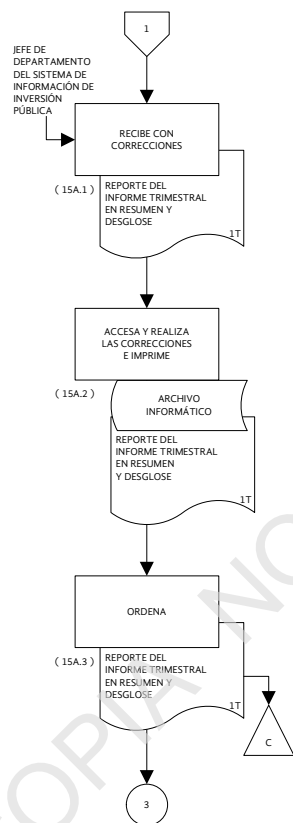 1
JEFE DE
DEPARTAMENTO
DEL SISTEMA DE
INFORMACIÓN DE
INVERSIÓN
PÚBLICA
RECIBE CON
CORRECCIONES
( 15A.1 )
REPORTE DEL
INFORME TRIMESTRAL
EN RESUMEN Y
DESGLOSE
1T
ACCESA Y REALIZA
LAS CORRECCIONES
E IMPRIME
( 15A.2 )
ARCHIVO
INFORMÁTICO
REPORTE DEL
INFORME TRIMESTRAL
EN RESUMEN
Y DESGLOSE
1T
ORDENA
( 15A.3 )
REPORTE DEL
INFORME TRIMESTRAL
EN RESUMEN Y
DESGLOSE
1T
C
3
COPIA NO